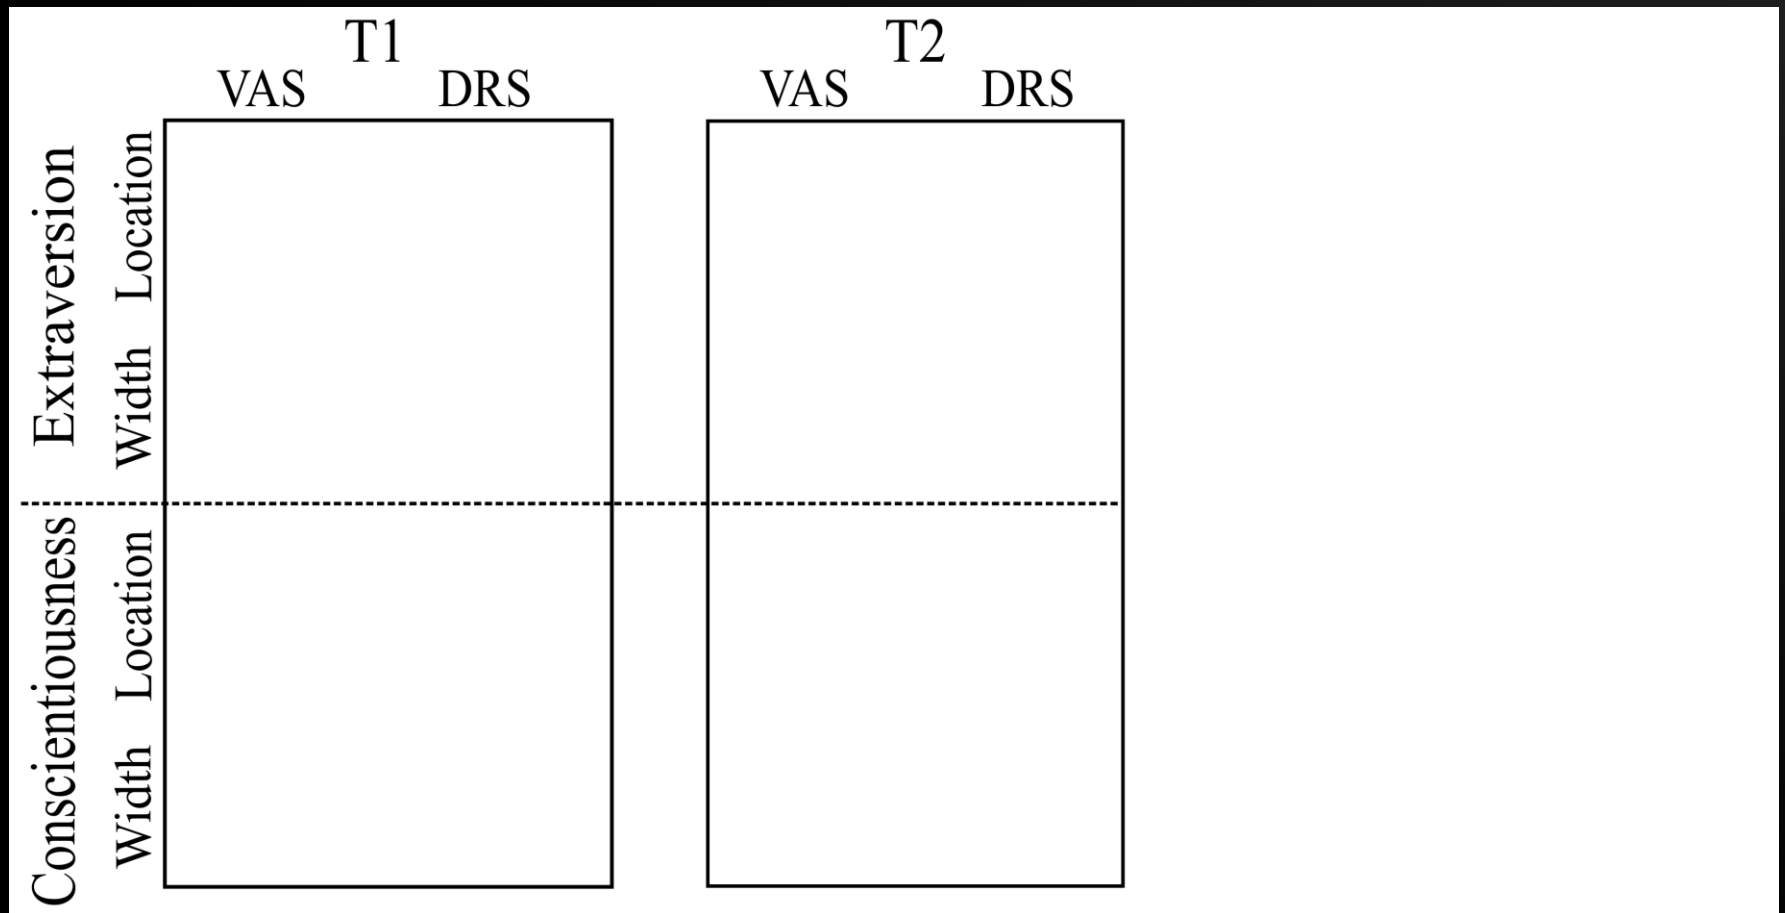 T1 T2
VAS DRS VAS DRS
Extraversion
Location
Width
Conscientiousness
Location
Width